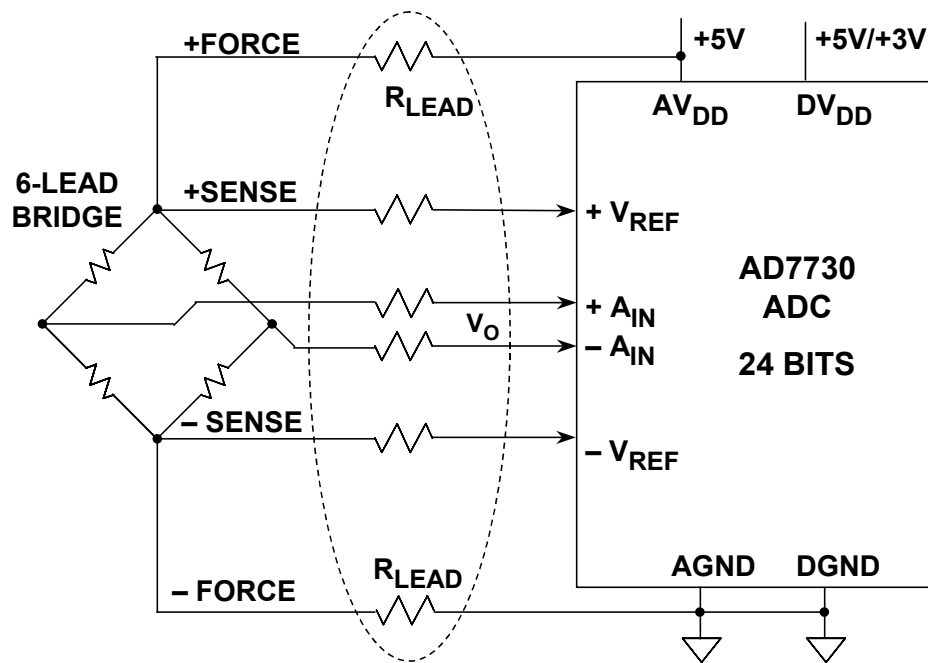 +FORCE
+5V
+5V/+3V
R_LEAD
AV_DD
DV_DD
6-LEAD
BRIDGE
+SENSE
+ V_REF
AD7730
ADC
24 BITS
+ A_IN
V_O
– A_IN
– SENSE
– V_REF
R_LEAD
AGND
DGND
– FORCE